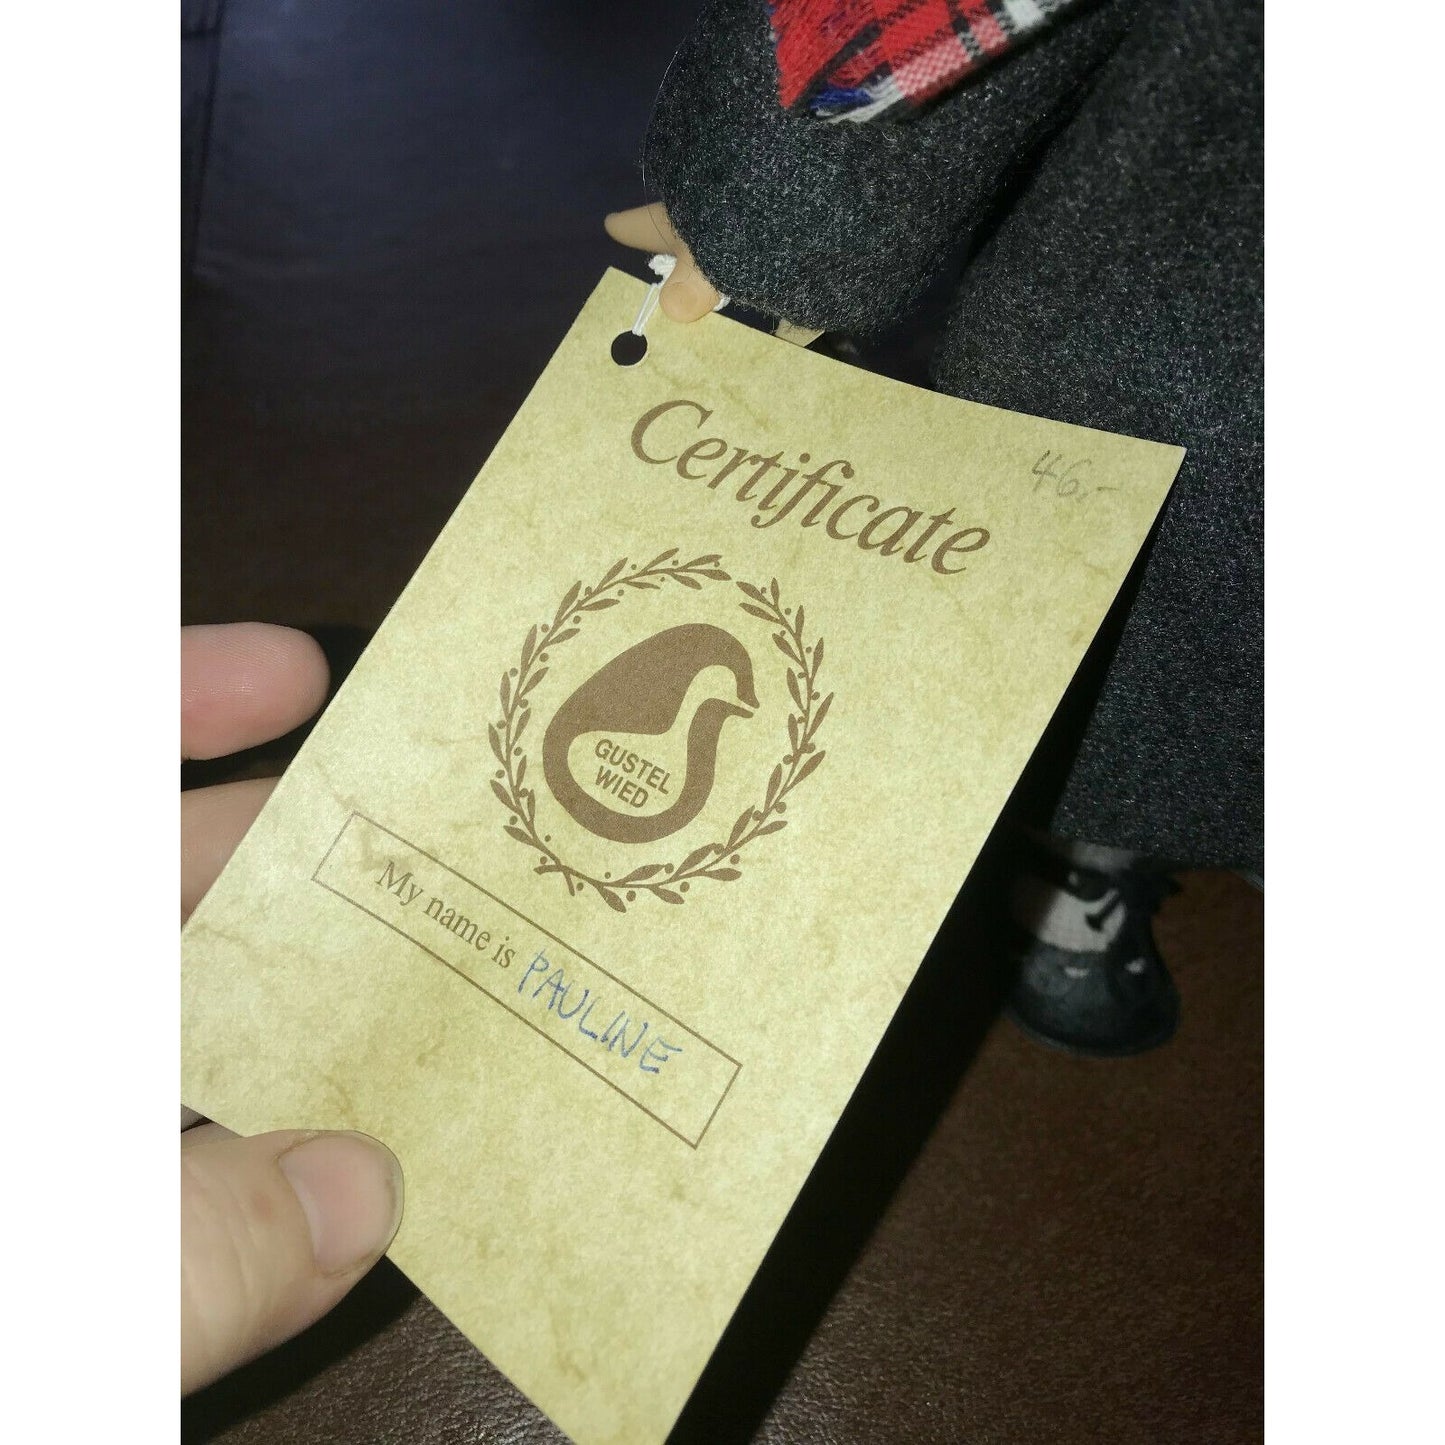 46,-
Certificate
GUSTEL
WIED
My name is PAULINE